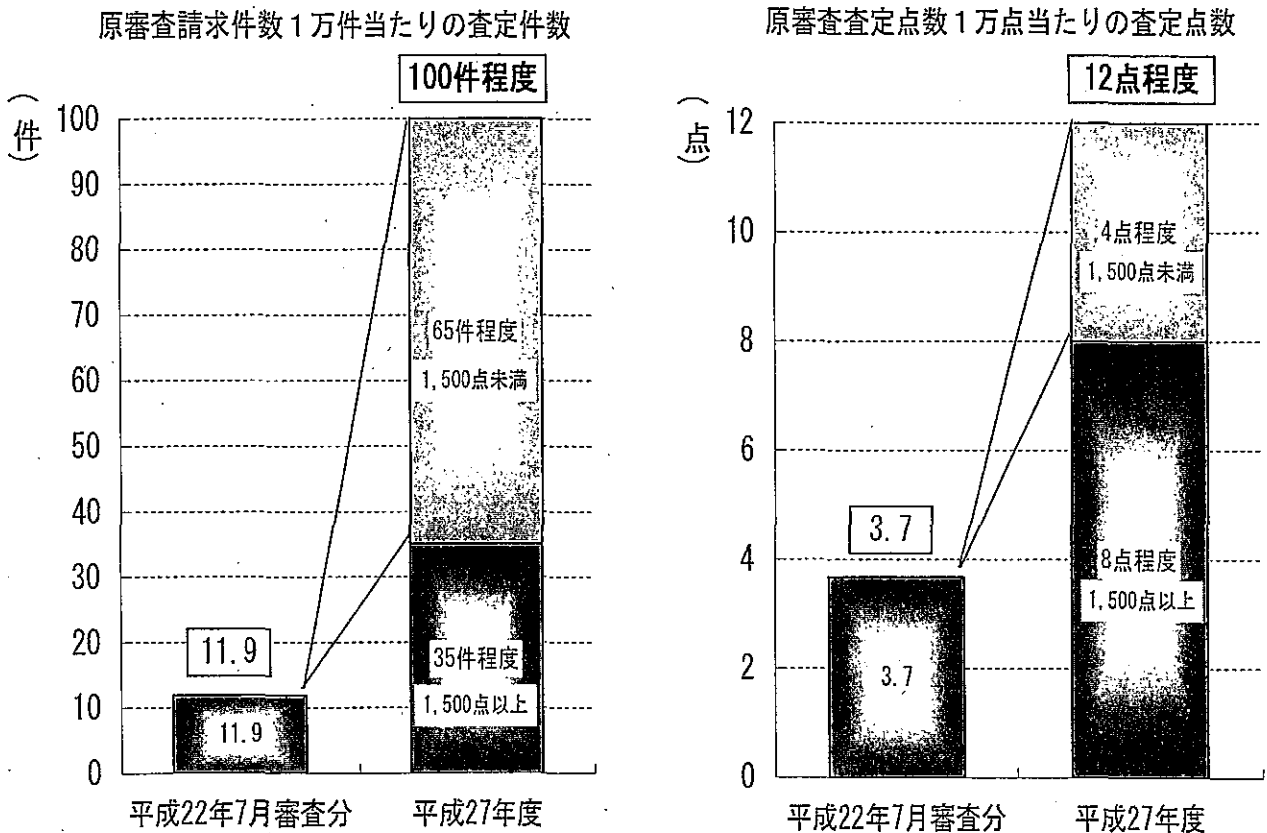 原審査請求件数１万件当たりの査定件数
100件程度
（件）
100
90
80
70
60
50
40
30
20
10
0
65件程度
1,500点未満
35件程度
1,500点以上
11.9
11.9
平成22年7月審査分
平成27年度
原審査査定点数１万点当たりの査定点数
12点程度
（点）
12
10
8
6
4
2
0
4点程度
1,500点未満
8点程度
1,500点以上
3.7
3.7
平成22年7月審査分
平成27年度